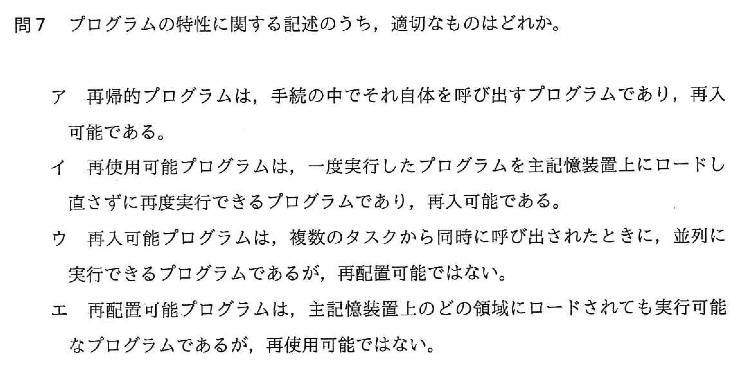 問7 プログラムの特性に関する記述のうち，適切なものはどれか。
ア 再帰的プログラムは，手続の中でそれ自体を呼び出すプログラムであり，再入
可能である。
イ 再使用可能プログラムは，一度実行したプログラムを主記憶装置上にロードし
直さずに再度実行できるプログラムであり，再入可能である。
ウ 再入可能プログラムは，複数のタスクから同時に呼び出されたときに，並列に
実行できるプログラムであるが，再配置可能ではない。
エ 再配置可能プログラムは，主記憶装置上のどの領域にロードされても実行可能
なプログラムであるが，再使用可能ではない。